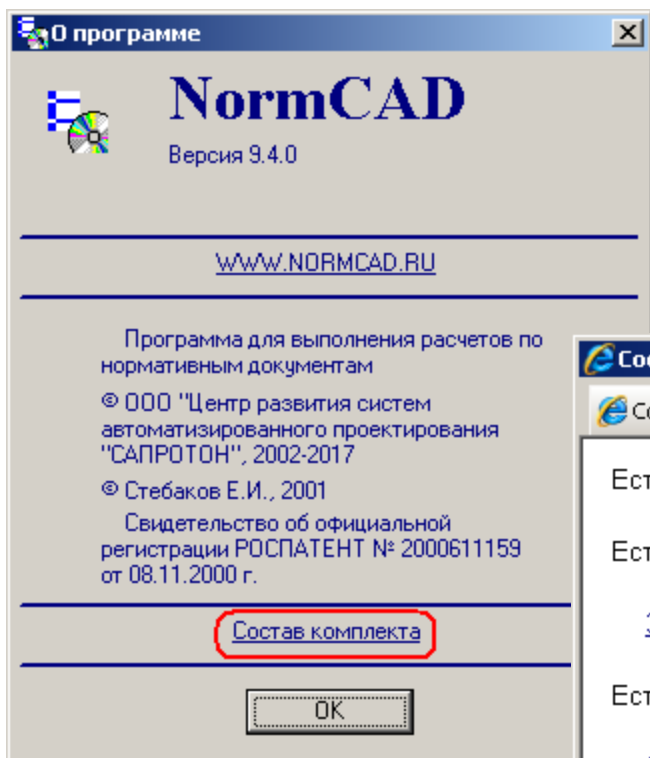 О программе
NormCAD
Версия 9.4.0
WWW.NORMCAD.RU
Программа для выполнения расчетов по
нормативным документам
© ООО "Центр развития систем
автоматизированного проектирования
"САПРОТОН", 2002-2017
© Стебаков Е.И., 2001
Свидетельство об официальной
регистрации РОСПАТЕНТ № 2000611159
от 08.11.2000 г.
Состав комплекта
OK